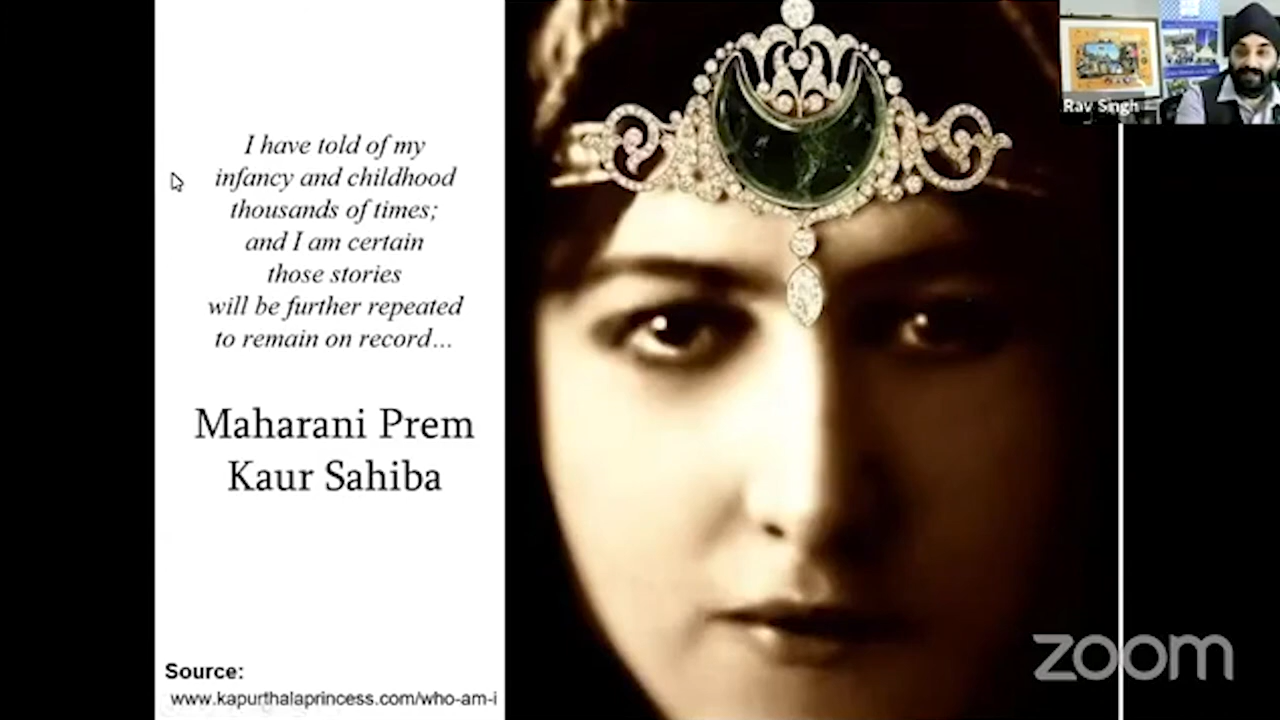 I have told of my
infancy and childhood
thousands of times;
and I am certain
those stories
will be further repeated
to remain on record...
Maharani Prem
Kaur Sahiba
Source:
www.kapurthalaprincess.com/who-am-i
Rav Singh
zoom